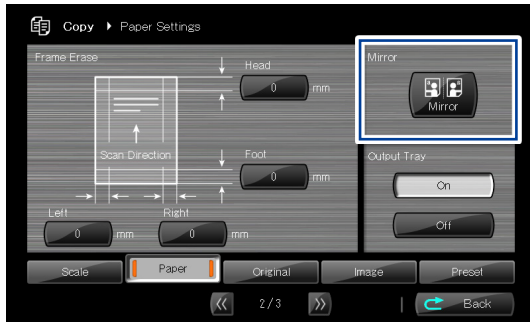 Copy Paper Settings
Frame Erase
Head
0 mm
Scan Direction
Foot
0 mm
Left
0 mm
Right
0 mm
Mirror
Mirror
Output Tray
On
Off
Scale
Paper
Original
Image
Preset
2/3
Back